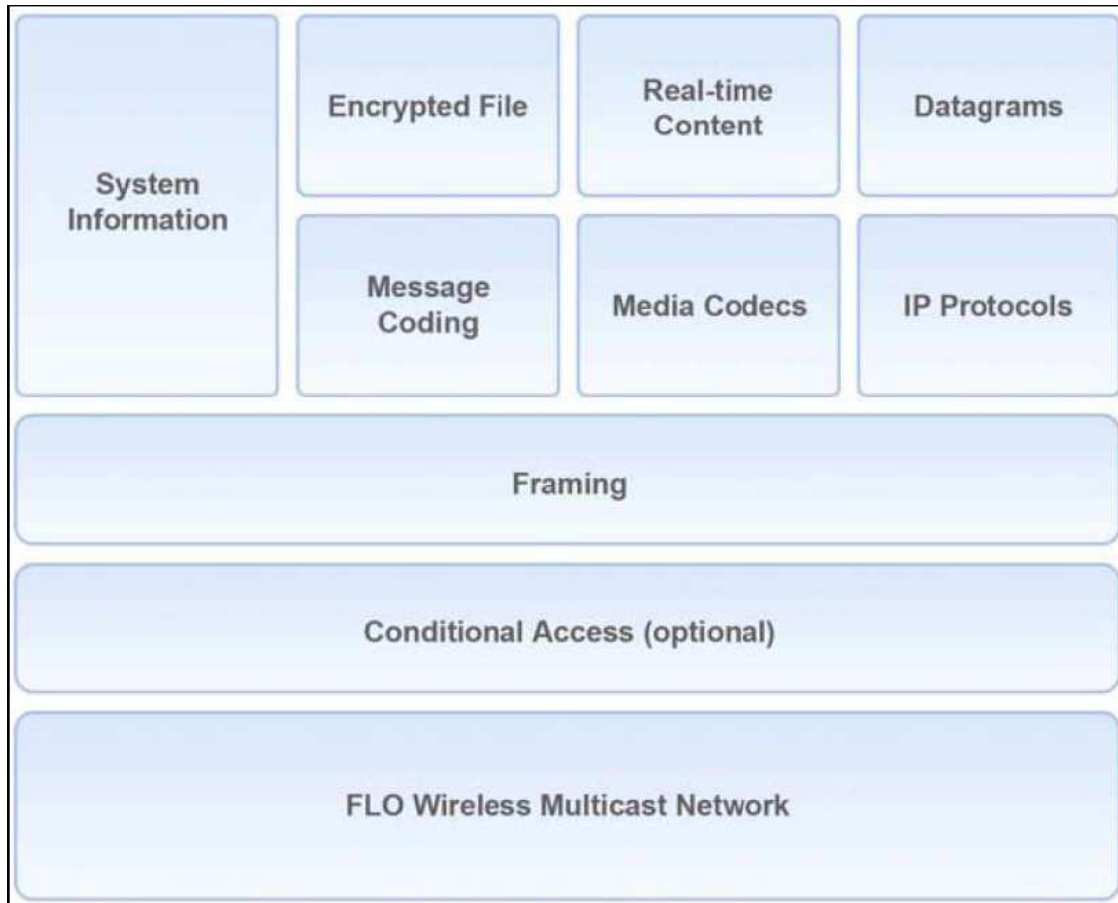 System
Information
Encrypted File
Real-time
Content
Datagrams
Message
Coding
Media Codecs
IP Protocols
Framing
Conditional Access (optional)
FLO Wireless Multicast Network